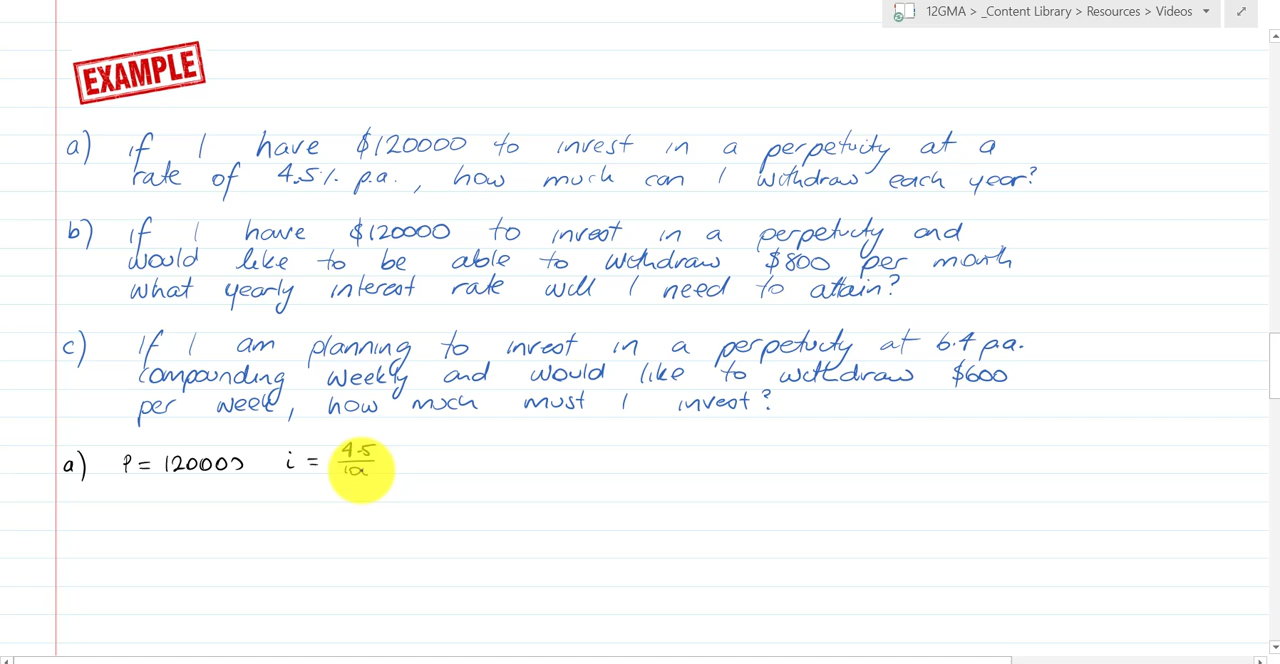 12GMA > _Content Library > Resources > Videos
EXAMPLE
a) If I have $120000 to invest in a perpetuity at a
rate of 4.5% p.a., how much can I withdraw each year?
b) If I have $120000 to invest in a perpetuity and
would like to be able to withdraw $800 per month
what yearly interest rate will I need to attain?
c) If I am planning to invest in a perpetuity at 6.4 p.a.
compounding weekly and would like to withdraw $600
per week, how much must I invest?
a) P = 120000 i = 4.5/100